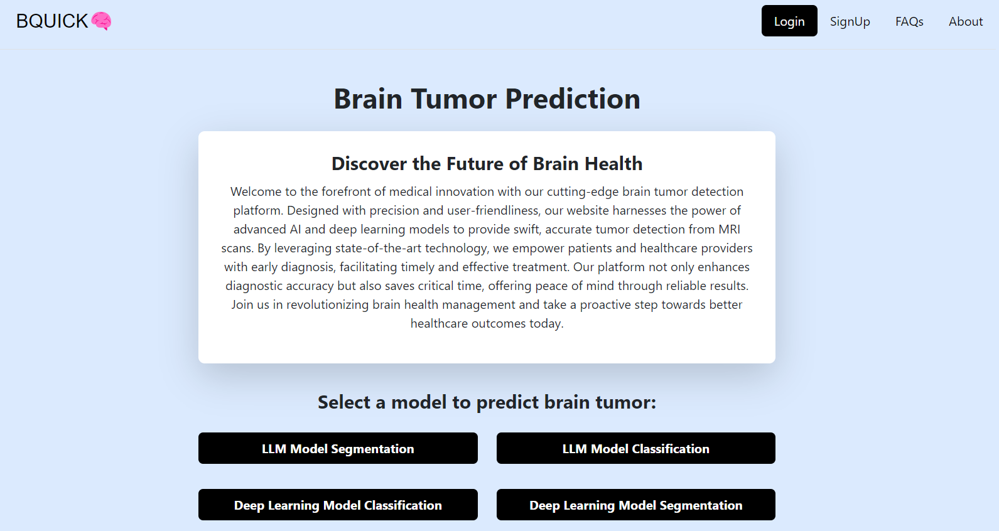 BQUICK
Login
SignUp
FAQs
About
Brain Tumor Prediction
Discover the Future of Brain Health
Welcome to the forefront of medical innovation with our cutting-edge brain tumor detection
platform. Designed with precision and user-friendliness, our website harnesses the power of
advanced AI and deep learning models to provide swift, accurate tumor detection from MRI
scans. By leveraging state-of-the-art technology, we empower patients and healthcare providers
with early diagnosis, facilitating timely and effective treatment. Our platform not only enhances
diagnostic accuracy but also saves critical time, offering peace of mind through reliable results.
Join us in revolutionizing brain health management and take a proactive step towards better
healthcare outcomes today.
Select a model to predict brain tumor:
LLM Model Segmentation
LLM Model Classification
Deep Learning Model Classification
Deep Learning Model Segmentation